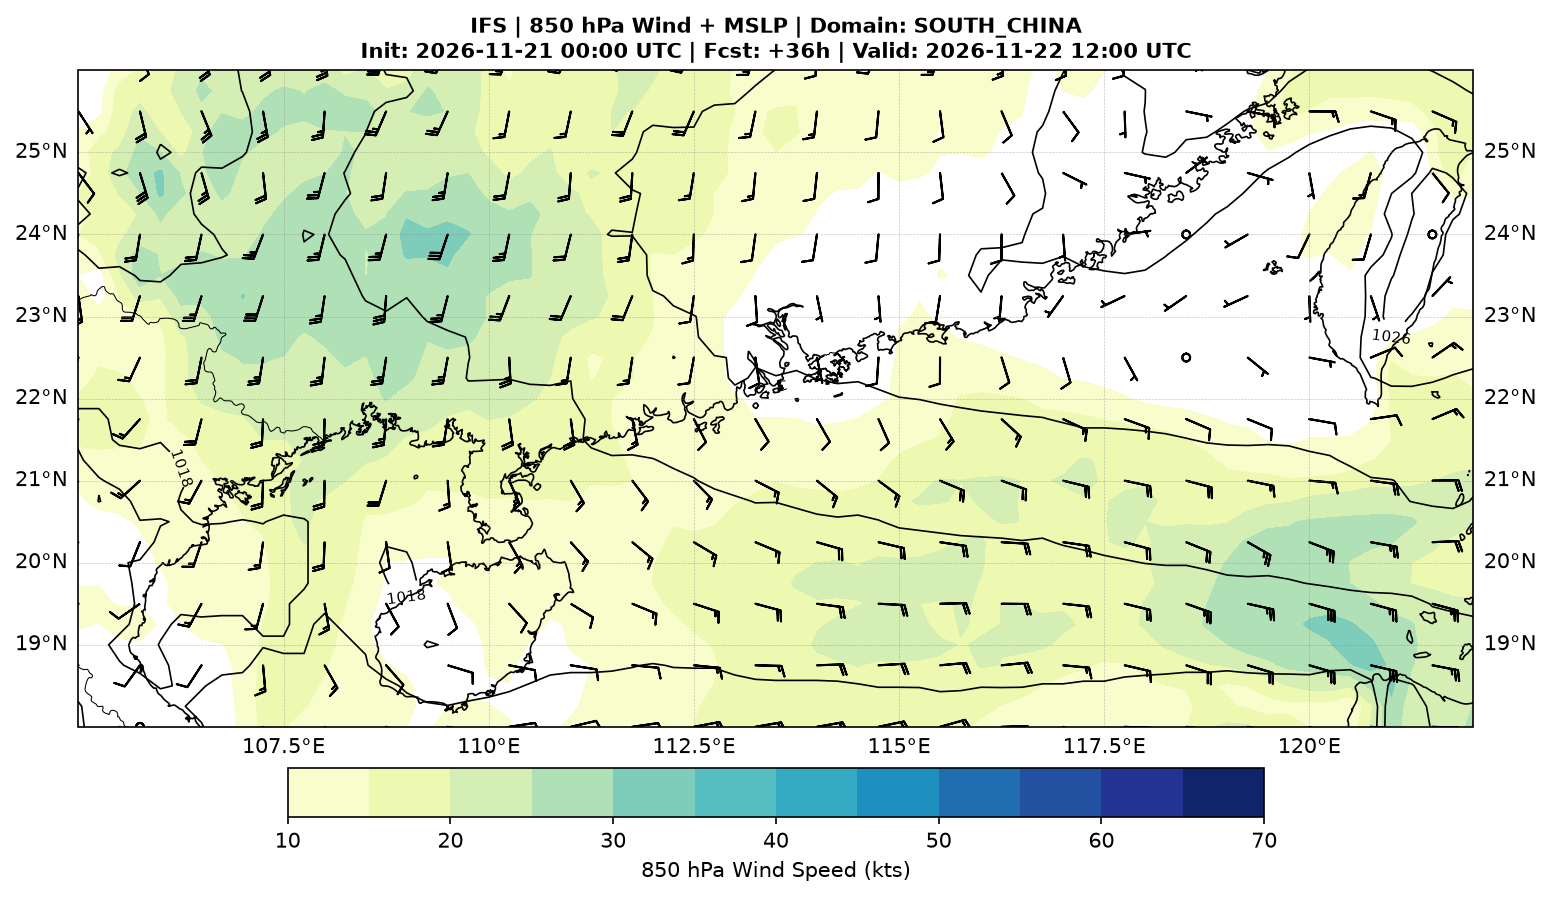 IFS | 850 hPa Wind + MSLP | Domain: SOUTH_CHINA
Init: 2026-11-21 00:00 UTC | Fcst: +36h | Valid: 2026-11-22 12:00 UTC
25°N 25°N
24°N 24°N
23°N 23°N
1026
22°N 22°N
1018
21°N 21°N
20°N 20°N
1018
19°N 19°N
107.5°E 110°E 112.5°E 115°E 117.5°E 120°E
10 20 30 40 50 60 70
850 hPa Wind Speed (kts)